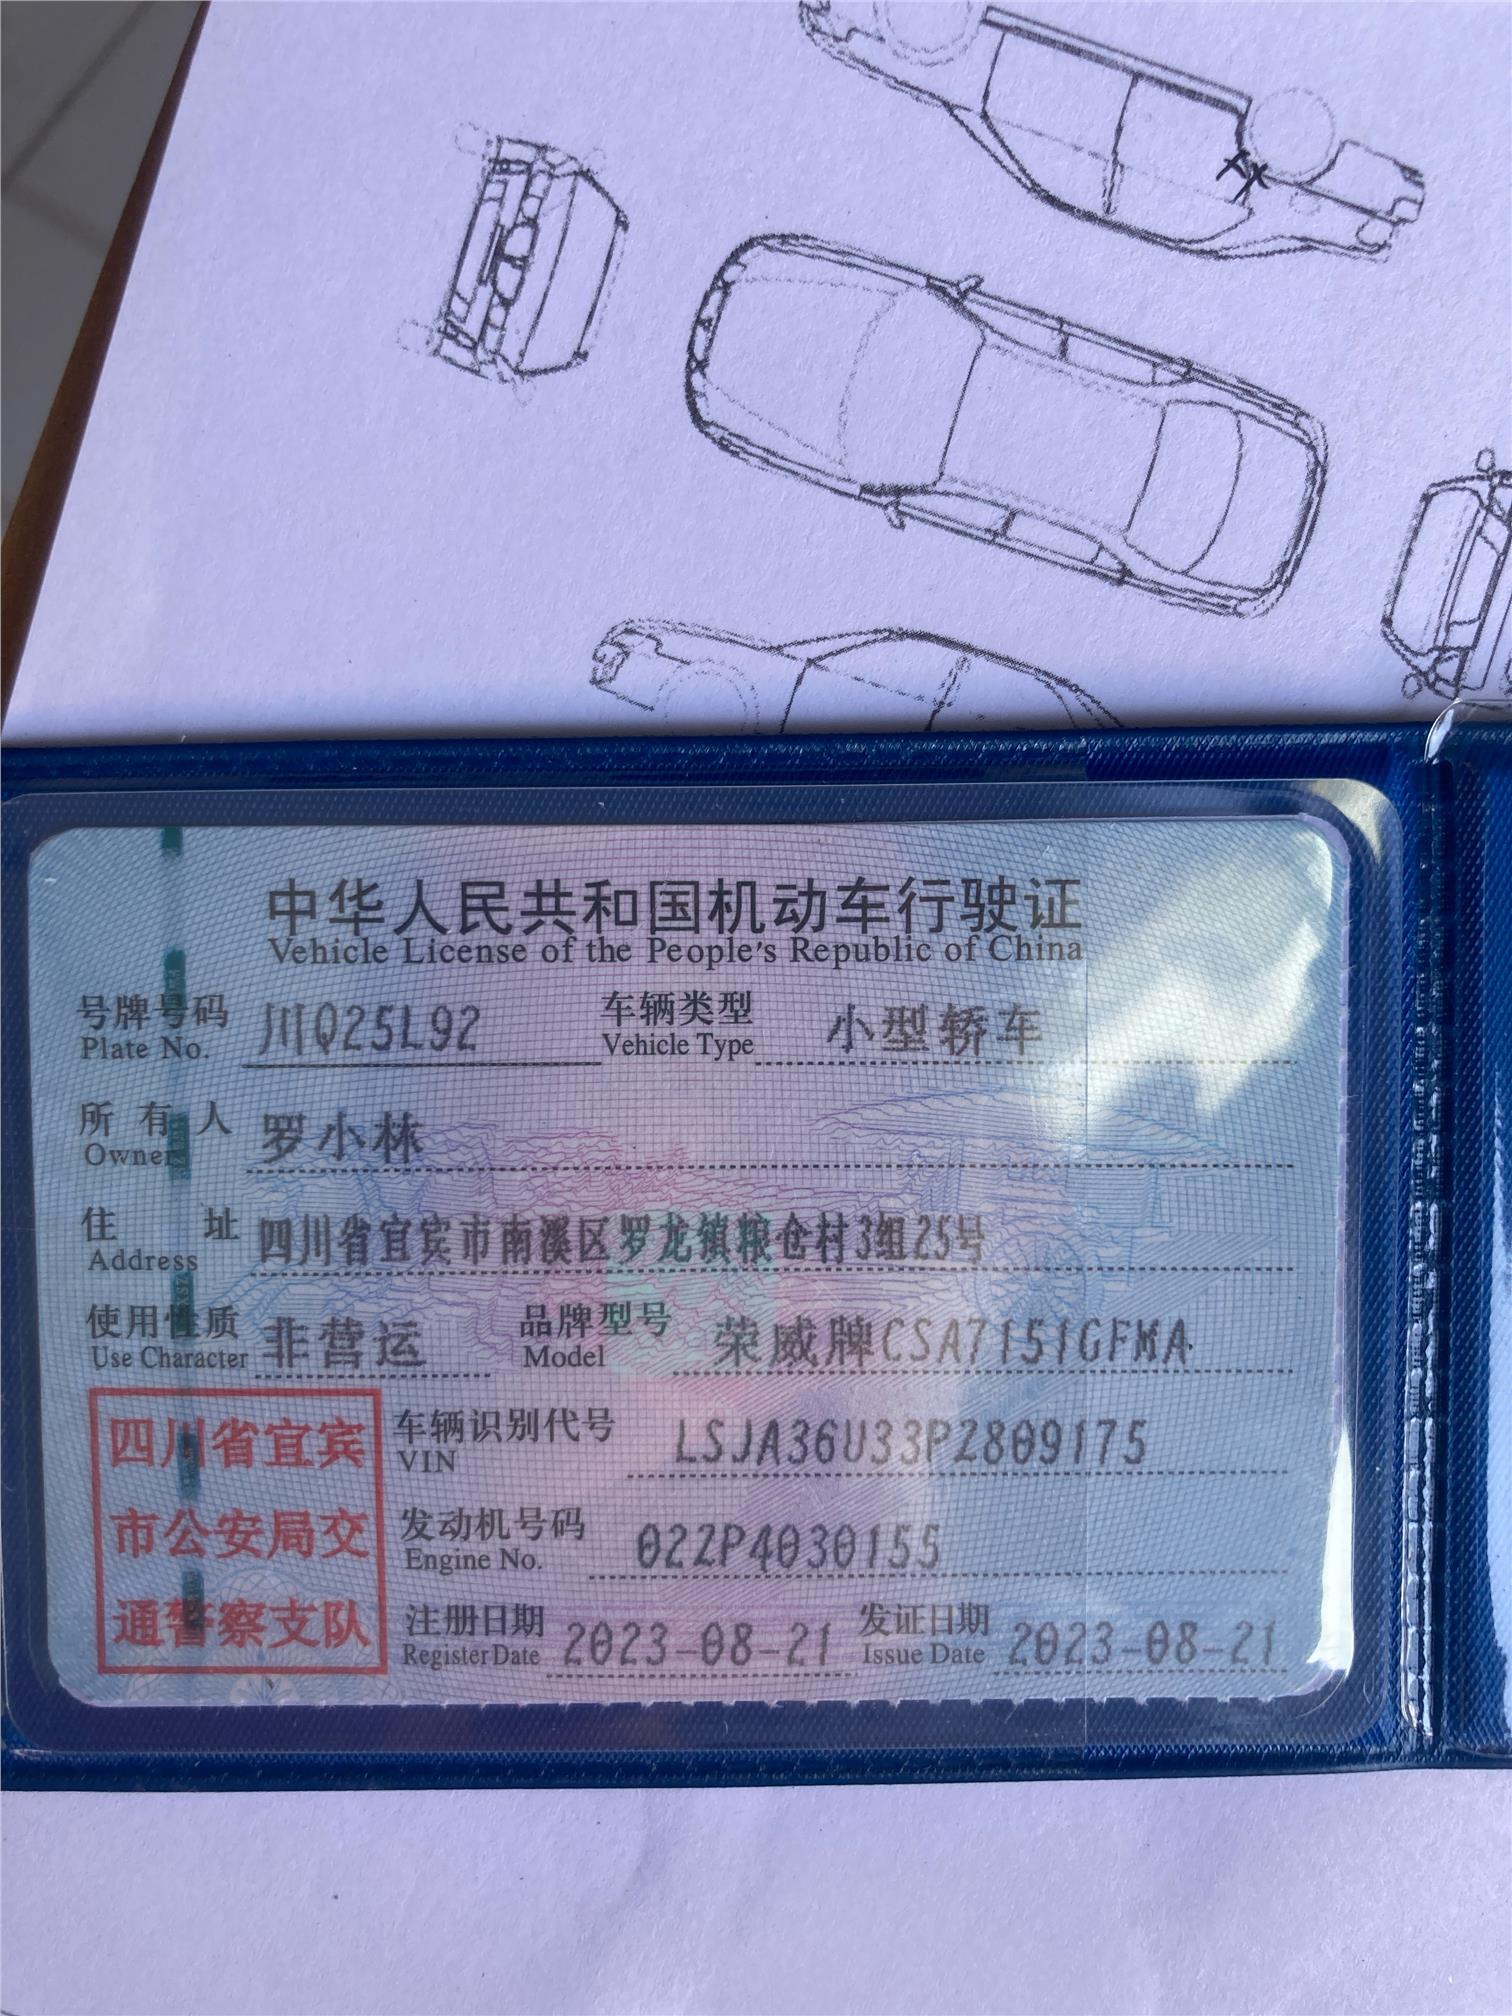 中华人民共和国机动车行驶证
Vehicle License of the People's Republic of China
号牌号码 川Q25L92 车辆类型 小型轿车
Plate No. Vehicle Type
所有人 罗小林
Owner
住址 四川省宜宾市南溪区罗龙镇粮仓村3组25号
Address
使用性质 非营运 品牌型号 荣威牌CSA7151GFMA
Use Character Model
车辆识别代号 LSJA36U33P2809175
VIN
发动机号码 022P4030155
Engine No.
注册日期 2023-08-21 发证日期 2023-08-21
Register Date Issue Date
四川省宜宾
市公安局交
通警察支队